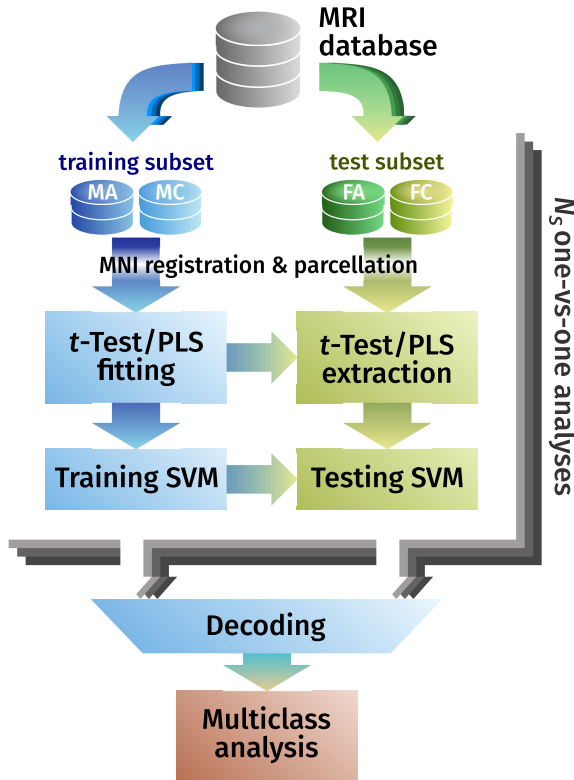 MRI
database
training subset
test subset
MA
MC
FA
FC
MNI registration & parcellation
t-Test/PLS
fitting
t-Test/PLS
extraction
Training SVM
Testing SVM
NS one-vs-one analyses
Decoding
Multiclass
analysis